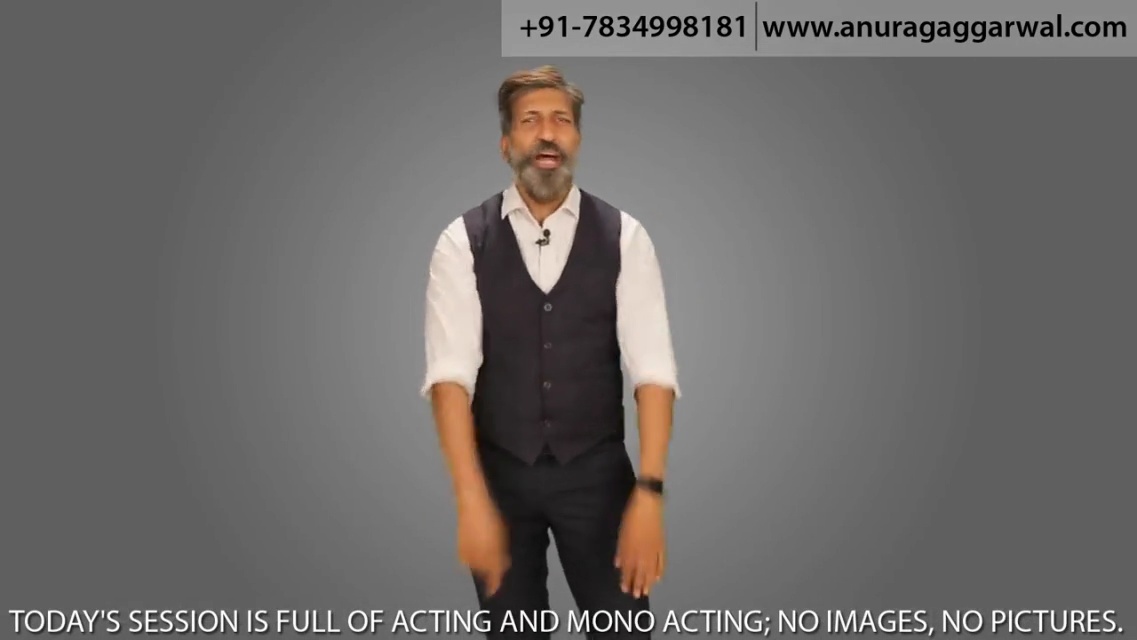 +91-7834998181 | www.anuragaggarwal.com
TODAY'S SESSION IS FULL OF ACTING AND MONO ACTING; NO IMAGES, NO PICTURES.